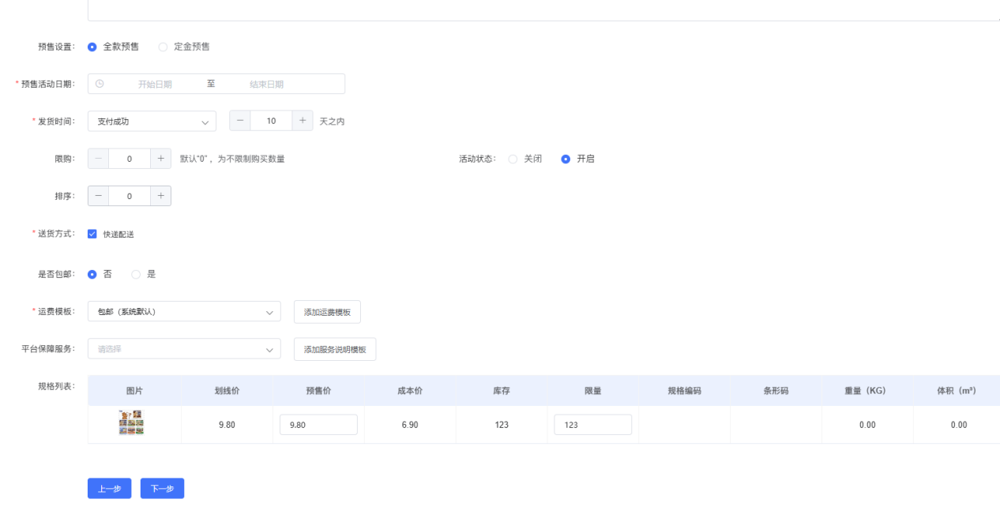 预售设置： 全款预售 定金预售
* 预售活动日期： 开始日期 至 结束日期
* 发货时间： 支付成功 − 10 + 天之内
限购： − 0 + 默认“0”，为不限制购买数量 活动状态： 关闭 开启
排序： − 0 +
* 送货方式： 快递配送
是否包邮： 否 是
* 运费模板： 包邮（系统默认） 添加运费模板
平台保障服务： 请选择 添加服务说明模板
规格列表： 图片 划线价 预售价 成本价 库存 限量 规格编码 条形码 重量（KG） 体积（m³）
9.80 9.80 6.90 123 123 0.00 0.00
上一步 下一步